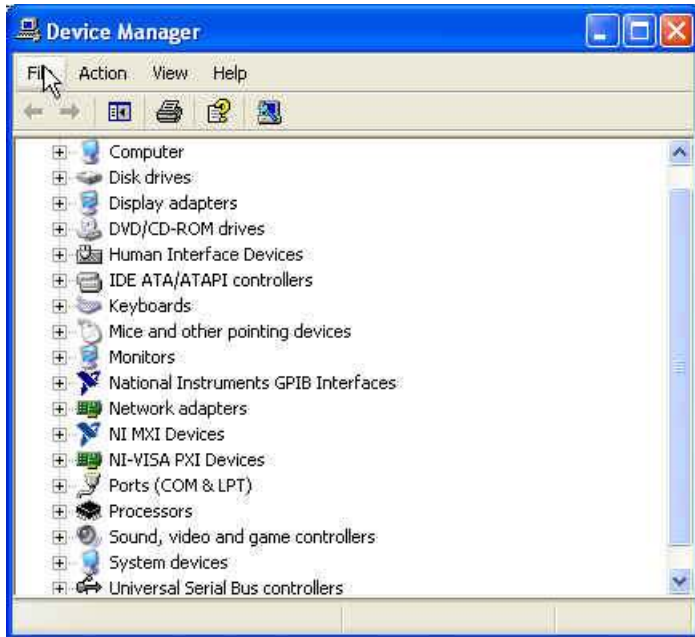 Device Manager
File Action View Help
Computer
Disk drives
Display adapters
DVD/CD-ROM drives
Human Interface Devices
IDE ATA/ATAPI controllers
Keyboards
Mice and other pointing devices
Monitors
National Instruments GPIB Interfaces
Network adapters
NI MXI Devices
NI-VISA PXI Devices
Ports (COM & LPT)
Processors
Sound, video and game controllers
System devices
Universal Serial Bus controllers